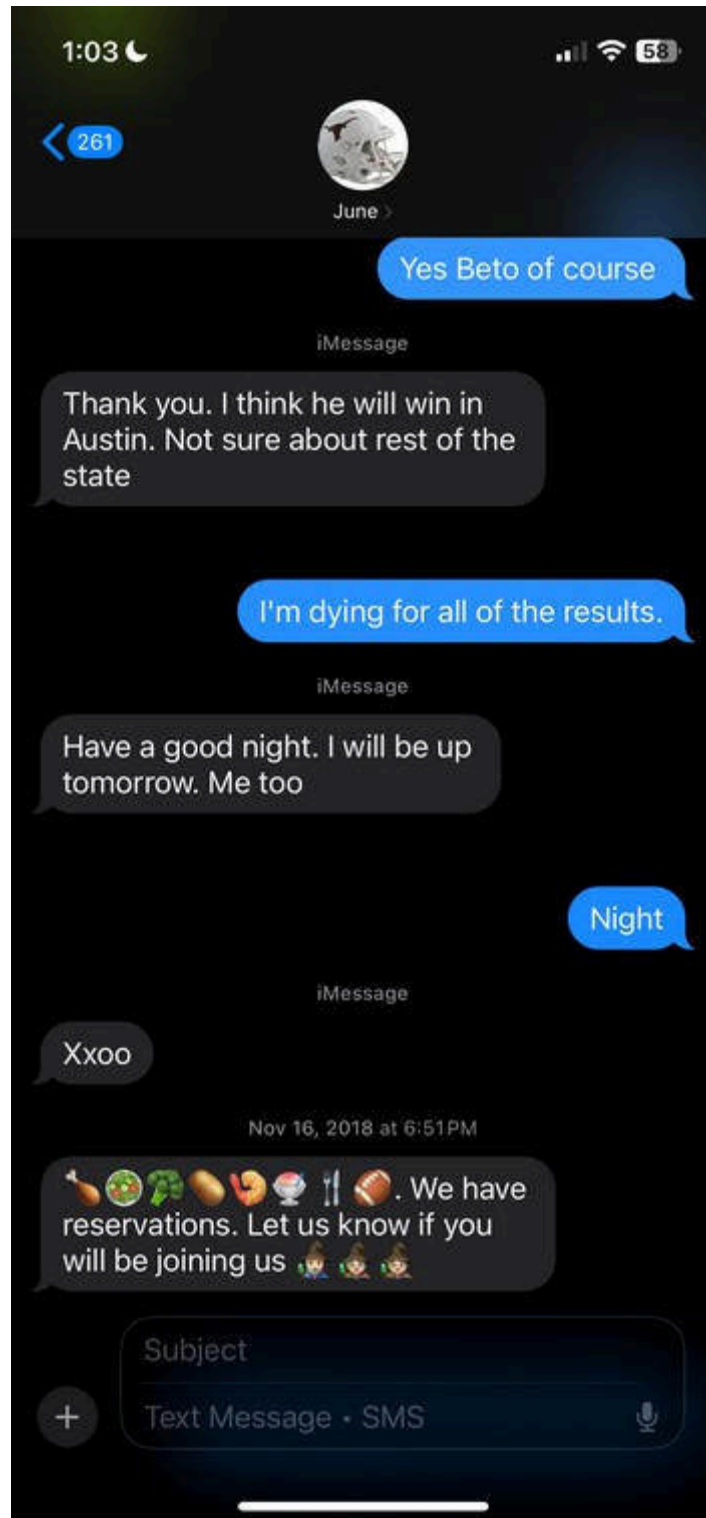 1:03
58
261
June
Yes Beto of course
iMessage
Thank you. I think he will win in
Austin. Not sure about rest of the
state
I'm dying for all of the results.
iMessage
Have a good night. I will be up
tomorrow. Me too
Night
iMessage
Xxoo
Nov 16, 2018 at 6:51 PM
🍗🥗🥦🥔🍤🍧🍴🏈. We have
reservations. Let us know if you
will be joining us 🧙🏻‍♂️🧙🏻‍♀️🧙🏻‍♀️
Subject
Text Message • SMS